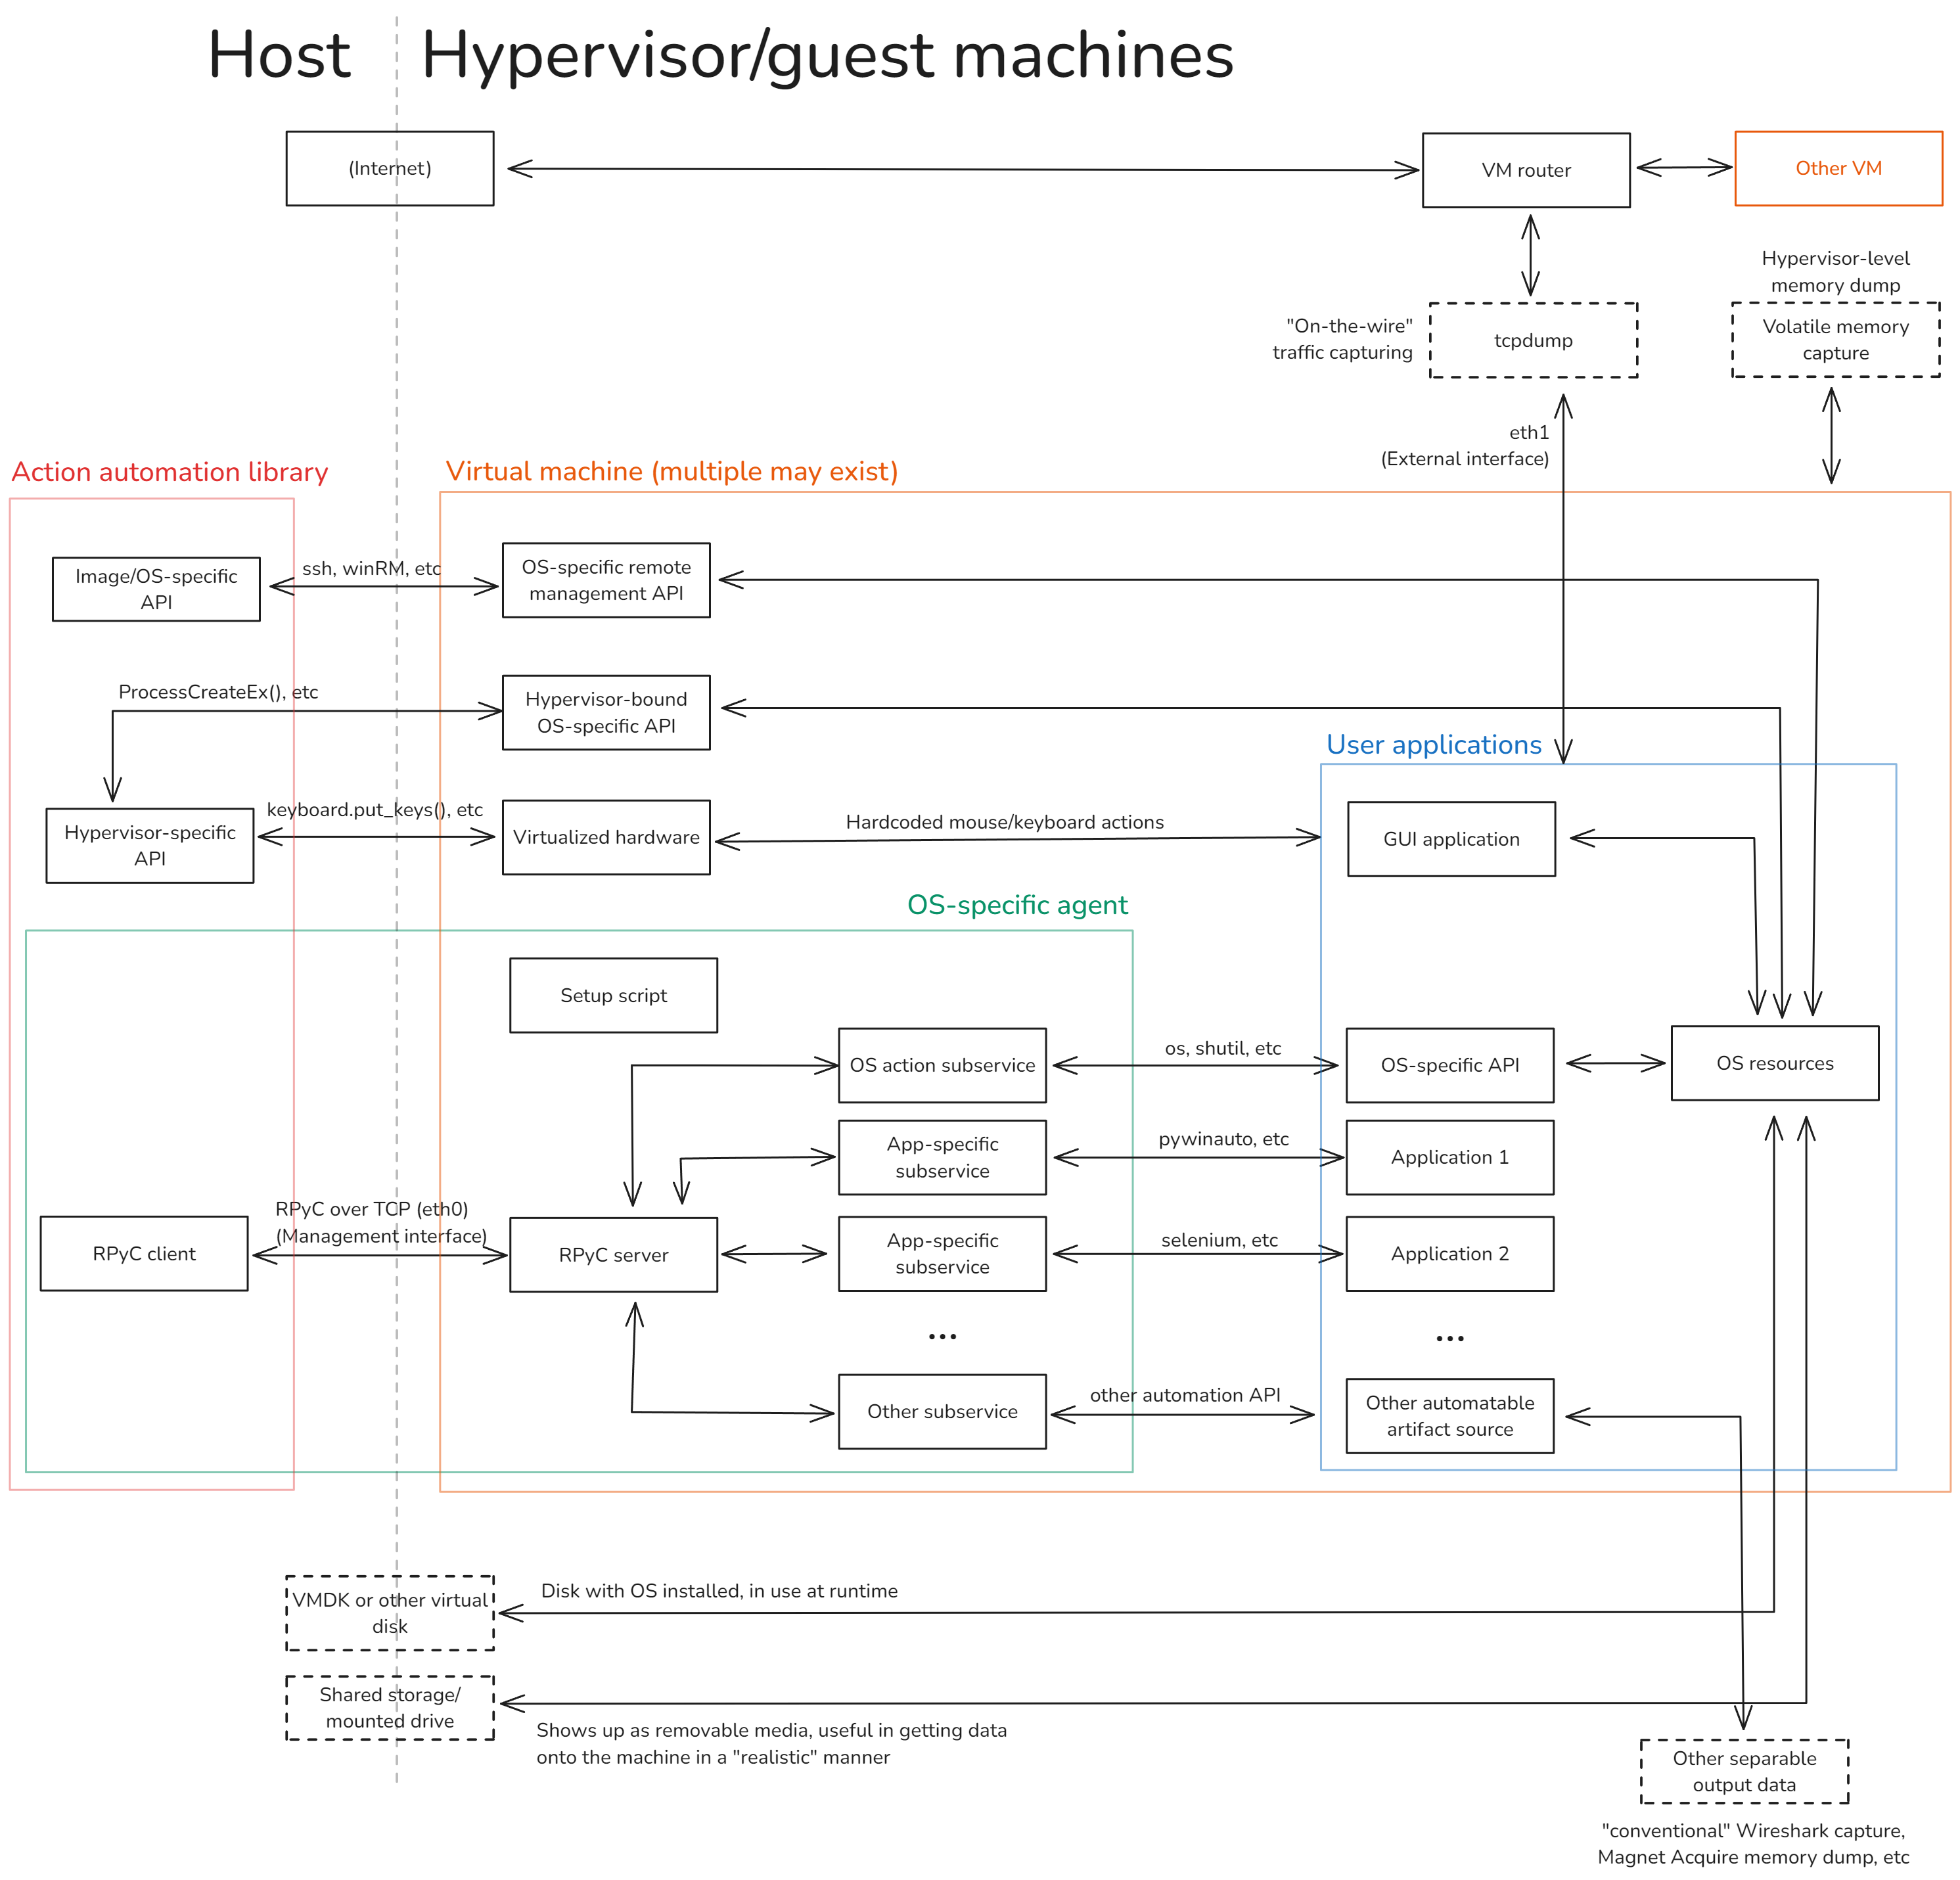 Host
Hypervisor/guest machines
(Internet)
VM router
Other VM
Hypervisor-level
memory dump
"On-the-wire"
traffic capturing
tcpdump
Volatile memory
capture
eth1
(External interface)
Action automation library
Virtual machine (multiple may exist)
Image/OS-specific
API
ssh, winRM, etc
OS-specific remote
management API
ProcessCreateEx(), etc
Hypervisor-bound
OS-specific API
User applications
Hypervisor-specific
API
keyboard.put_keys(), etc
Virtualized hardware
Hardcoded mouse/keyboard actions
GUI application
OS-specific agent
Setup script
OS action subservice
os, shutil, etc
OS-specific API
OS resources
App-specific
subservice
pywinauto, etc
Application 1
RPyC client
RPyC over TCP (eth0)
(Management interface)
RPyC server
App-specific
subservice
selenium, etc
Application 2
...
...
Other subservice
other automation API
Other automatable
artifact source
VMDK or other virtual
disk
Disk with OS installed, in use at runtime
Shared storage/
mounted drive
Shows up as removable media, useful in getting data
onto the machine in a "realistic" manner
Other separable
output data
"conventional" Wireshark capture,
Magnet Acquire memory dump, etc